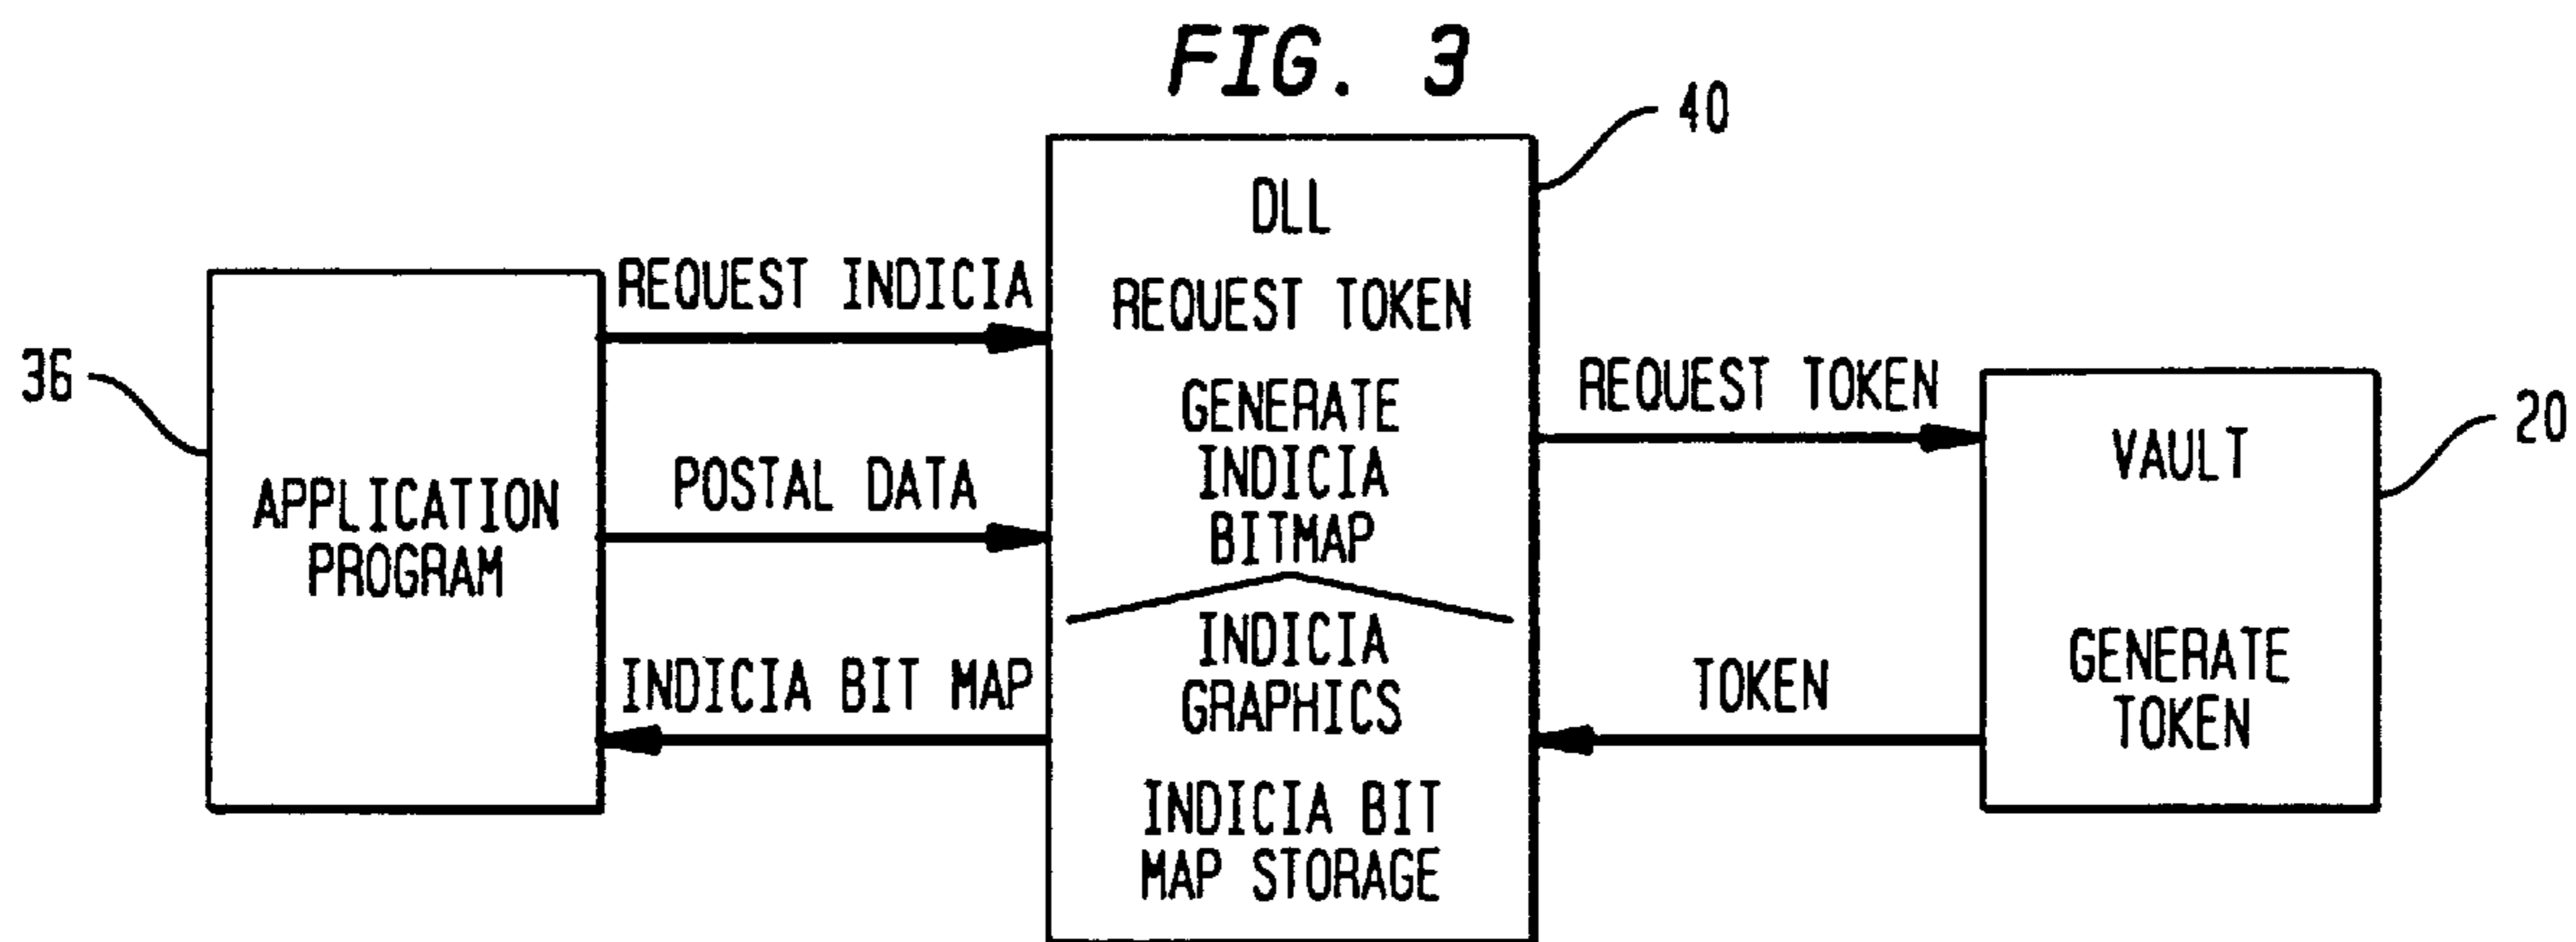 FIG. 3
40
DLL
REQUEST TOKEN
GENERATE
INDICIA
BITMAP
INDICIA
GRAPHICS
INDICIA BIT
MAP STORAGE
REQUEST INDICIA
POSTAL DATA
INDICIA BIT MAP
36
APPLICATION
PROGRAM
REQUEST TOKEN
TOKEN
20
VAULT
GENERATE
TOKEN